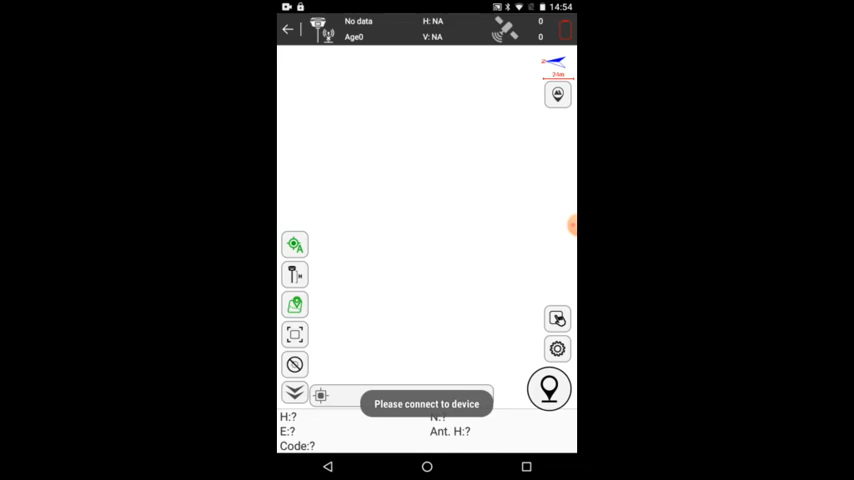 14:54
No data H: NA 0
Age0 V: NA 0
24m
A
H
Please connect to device
H:? N:?
E:? Ant. H:?
Code:?